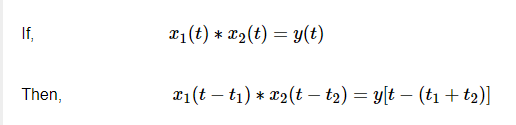 If, x₁(t) * x₂(t) = y(t)
Then, x₁(t − t₁) * x₂(t − t₂) = y[t − (t₁ + t₂)]